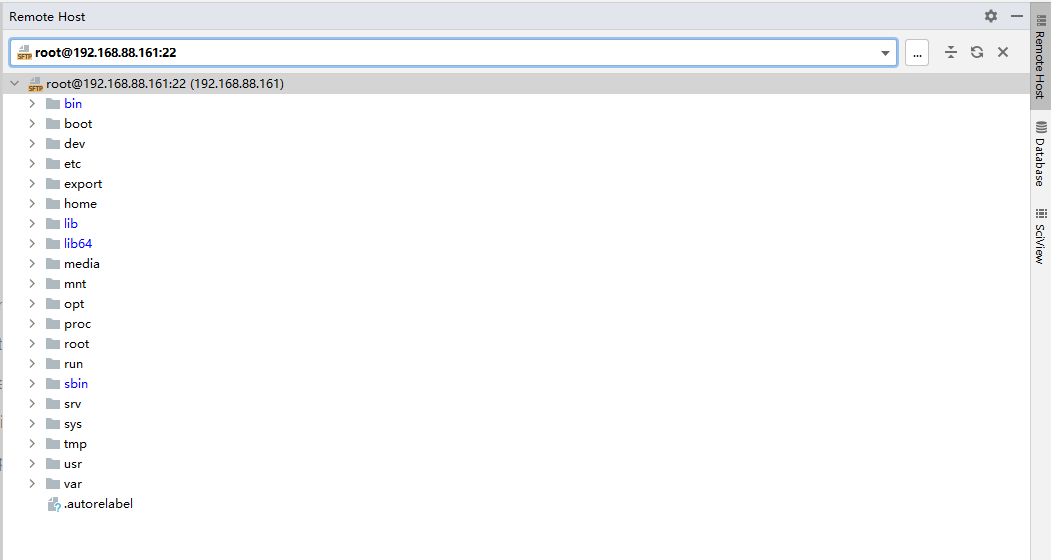 Remote Host
SFTP root@192.168.88.161:22
...
SFTP root@192.168.88.161:22 (192.168.88.161)
bin
boot
dev
etc
export
home
lib
lib64
media
mnt
opt
proc
root
run
sbin
srv
sys
tmp
usr
var
.autorelabel
Remote Host
Database
SciView